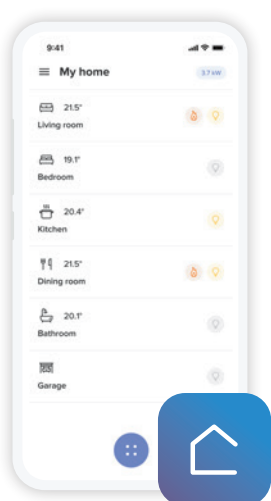 9:41
My home 3.7 kW
21.5°
Living room
19.1°
Bedroom
20.4°
Kitchen
21.5°
Dining room
20.1°
Bathroom
Garage